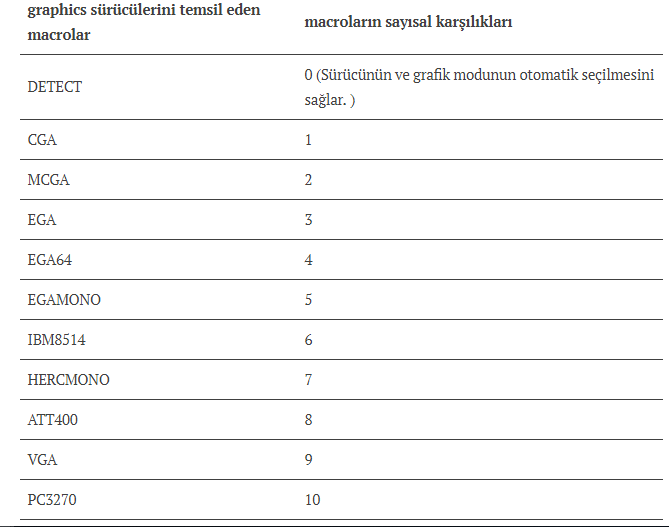 graphics sürücülerini temsil eden
macrolar
macroların sayısal karşılıkları
DETECT
0 (Sürücünün ve grafik modunun otomatik seçilmesini
sağlar. )
CGA 1
MCGA 2
EGA 3
EGA64 4
EGAMONO 5
IBM8514 6
HERCMONO 7
ATT400 8
VGA 9
PC3270 10